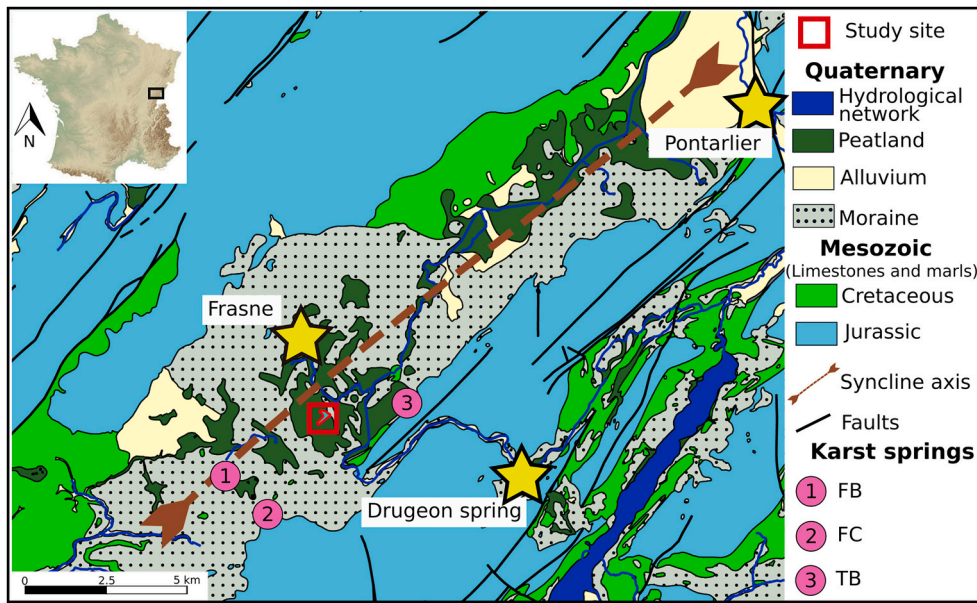 N
Frasne
Pontarlier
Drugeon spring
1
2
3
0 2.5 5 km
Study site
Quaternary
Hydrological
network
Peatland
Alluvium
Moraine
Mesozoic
(Limestones and marls)
Cretaceous
Jurassic
Syncline axis
Faults
Karst springs
1 FB
2 FC
3 TB